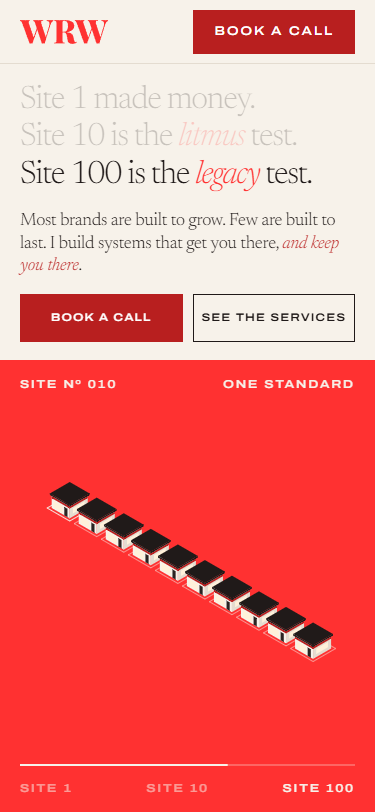 WRW
BOOK A CALL
Site 1 made money.
Site 10 is the litmus test.
Site 100 is the legacy test.
Most brands are built to grow. Few are built to
last. I build systems that get you there, and keep
you there.
BOOK A CALL
SEE THE SERVICES
SITE Nº 010
ONE STANDARD
SITE 1
SITE 10
SITE 100